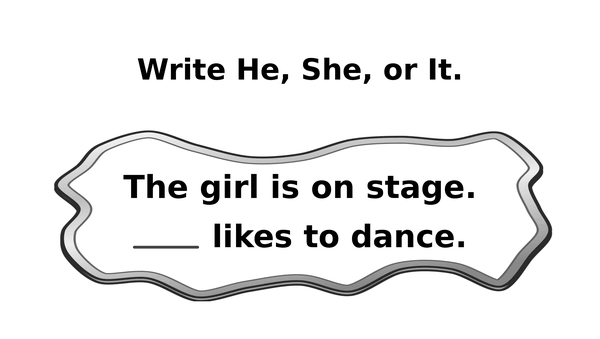 Write He, She, or It.
The girl is on stage.
____ likes to dance.